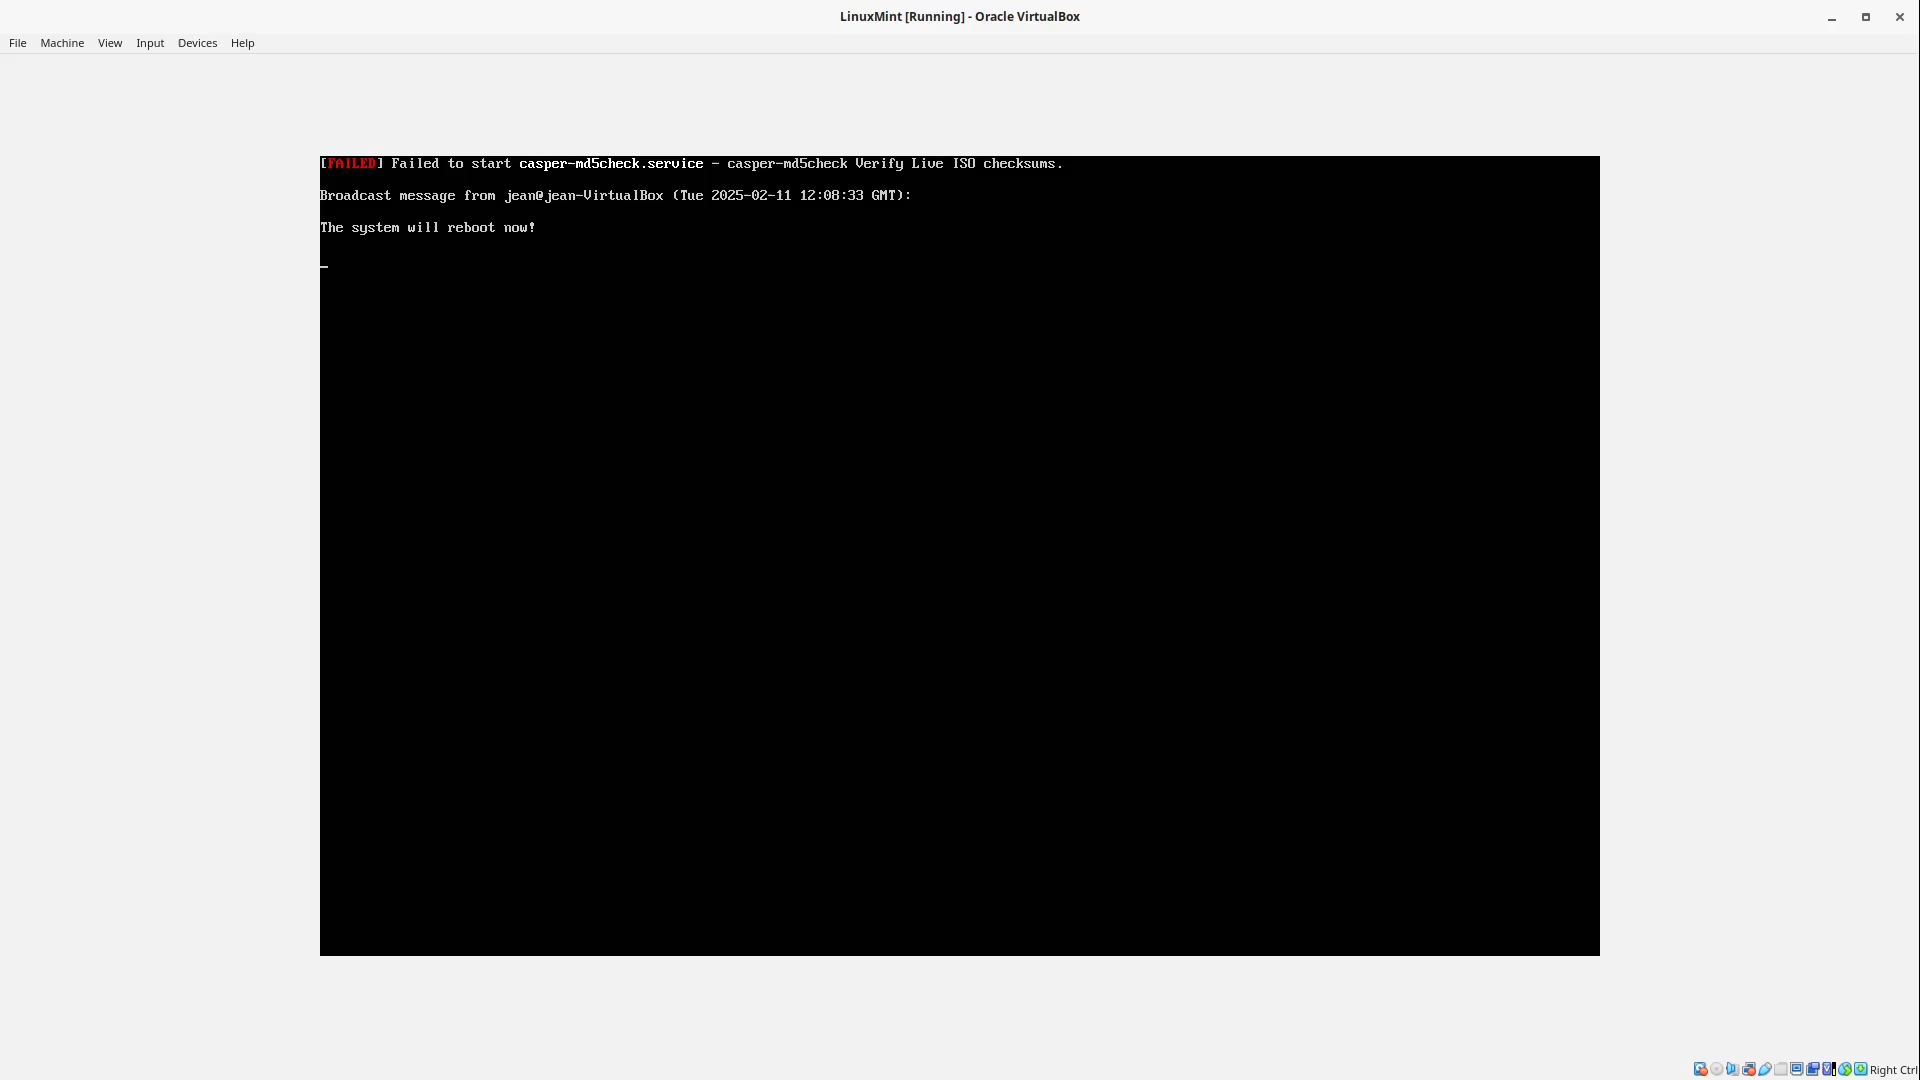 LinuxMint [Running] - Oracle VirtualBox
File Machine View Input Devices Help
[FAILED] Failed to start casper-md5check.service - casper-md5check Verify Live ISO checksums.
Broadcast message from jean@jean-VirtualBox (Tue 2025-02-11 12:08:33 GMT):
The system will reboot now!
Right Ctrl